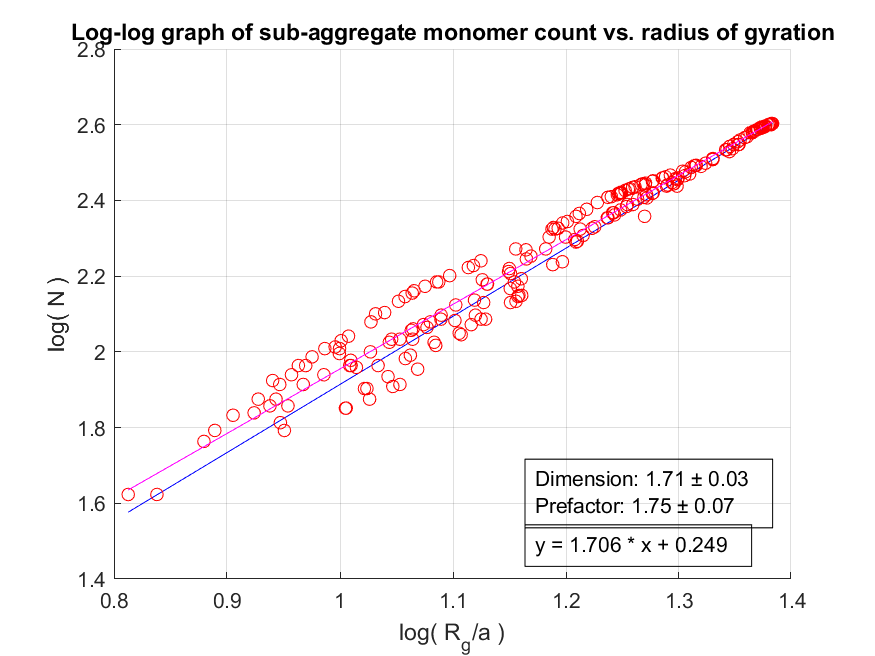 Log-log graph of sub-aggregate monomer count vs. radius of gyration
2.8
2.6
2.4
2.2
2
1.8
1.6
1.4
log( N )
Dimension: 1.71 ± 0.03
Prefactor: 1.75 ± 0.07
y = 1.706 * x + 0.249
0.8 0.9 1 1.1 1.2 1.3 1.4
log( Rg/a )